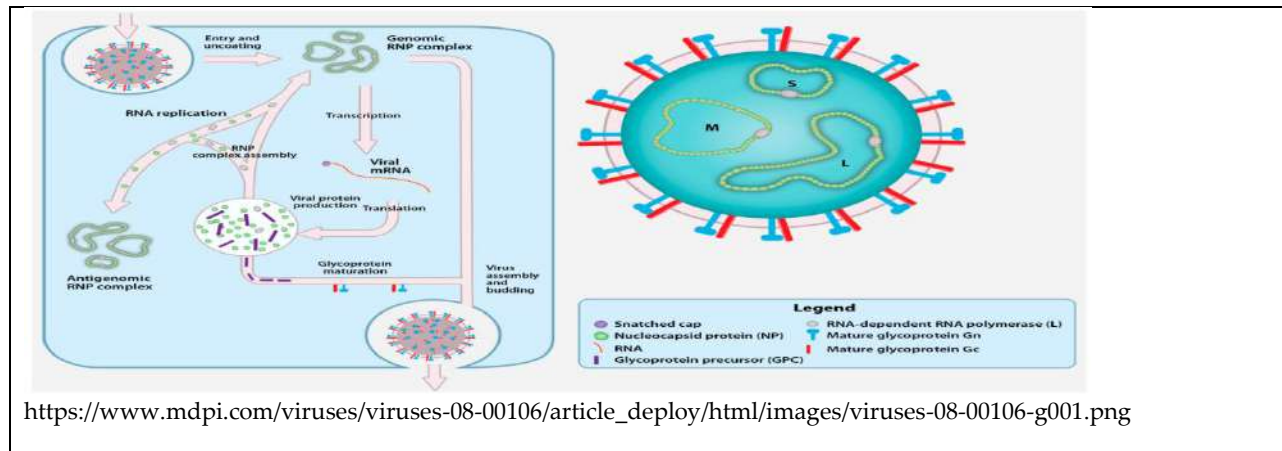 Entry and
uncoating
Genomic
RNP complex
RNA replication
Transcription
RNP
complex assembly
Viral
mRNA
Viral protein
production
Translation
Antigenomic
RNP complex
Glycoprotein
maturation
Virus
assembly
and
budding
S
M
L
Legend
Snatched cap
Nucleocapsid protein (NP)
RNA
Glycoprotein precursor (GPC)
RNA-dependent RNA polymerase (L)
Mature glycoprotein Gn
Mature glycoprotein Gc
https://www.mdpi.com/viruses/viruses-08-00106/article_deploy/html/images/viruses-08-00106-g001.png